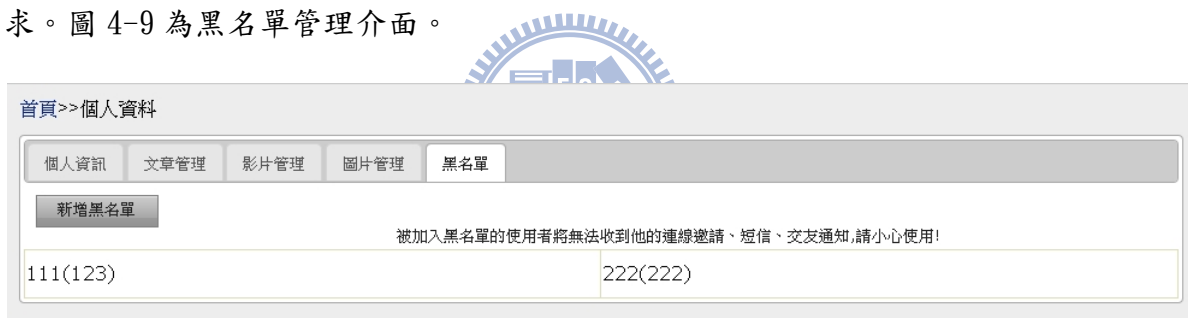 求。圖 4-9 為黑名單管理介面。
首頁>>個人資料
個人資訊 文章管理 影片管理 圖片管理 黑名單
新增黑名單
被加入黑名單的使用者將無法收到他的連線邀請、短信、交友通知,請小心使用!
111(123) 222(222)